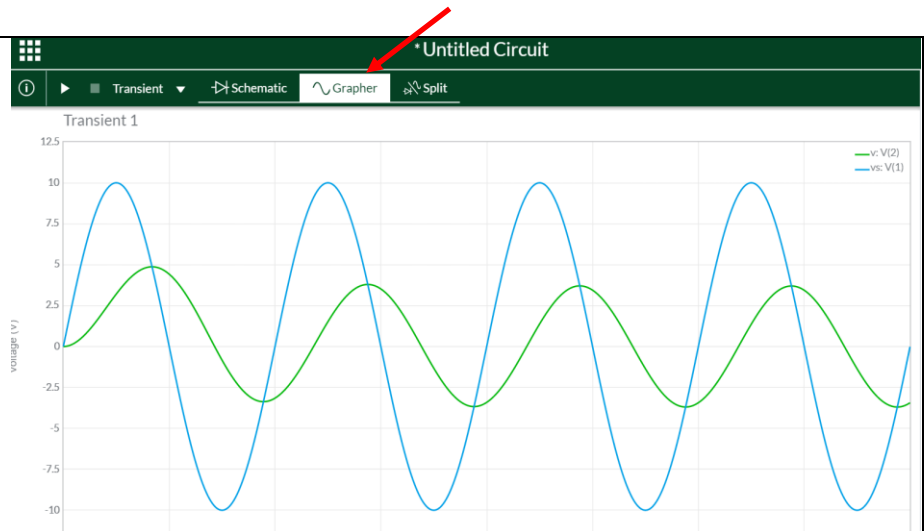 *Untitled Circuit
Transient Schematic Grapher Split
Transient 1
12.5
v: V(2)
vs: V(1)
10
7.5
5
2.5
0
-2.5
-5
-7.5
-10
Voltage (V)